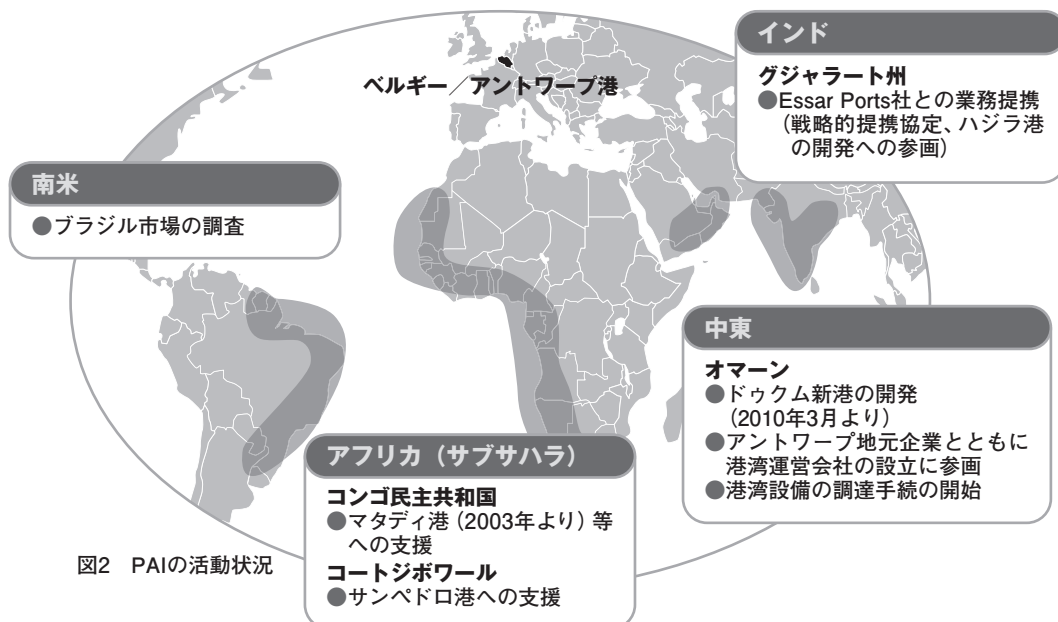 ベルギー／アントワープ港
インド
グジャラート州
●Essar Ports社との業務提携
(戦略的提携協定、ハジラ港
の開発への参画)
南米
●ブラジル市場の調査
中東
オマーン
●ドゥクム新港の開発
(2010年3月より)
●アントワープ地元企業とともに
港湾運営会社の設立に参画
●港湾設備の調達手続の開始
アフリカ（サブサハラ）
コンゴ民主共和国
●マタディ港（2003年より）等
への支援
コートジボワール
●サンペドロ港への支援
図2　PAIの活動状況